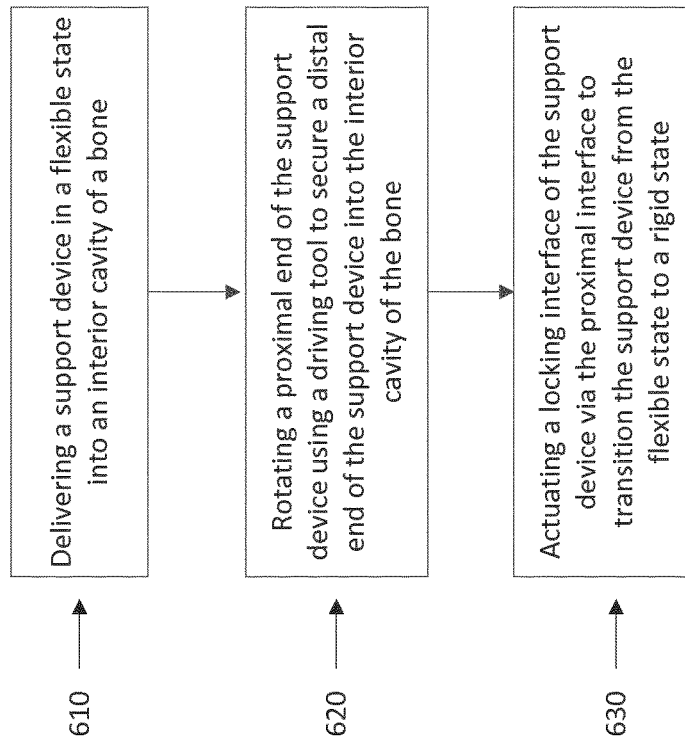 610
Delivering a support device in a flexible state
into an interior cavity of a bone
620
Rotating a proximal end of the support
device using a driving tool to secure a distal
end of the support device into the interior
cavity of the bone
630
Actuating a locking interface of the support
device via the proximal interface to
transition the support device from the
flexible state to a rigid state